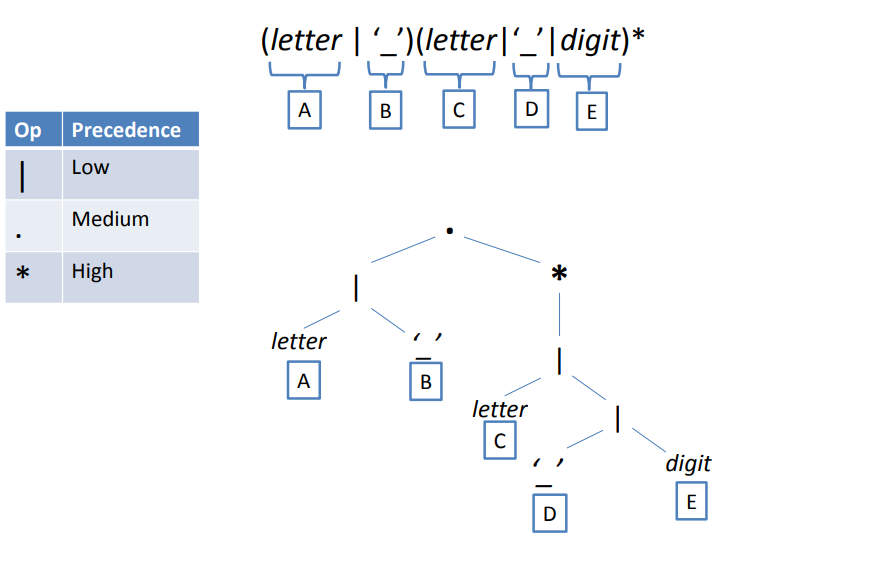 (letter | ‘_’)(letter|‘_’|digit)*
A B C D E
Op Precedence
| Low
. Medium
* High
.
*
|
letter ‘_’
A B
|
letter |
C
‘_’ digit
D E